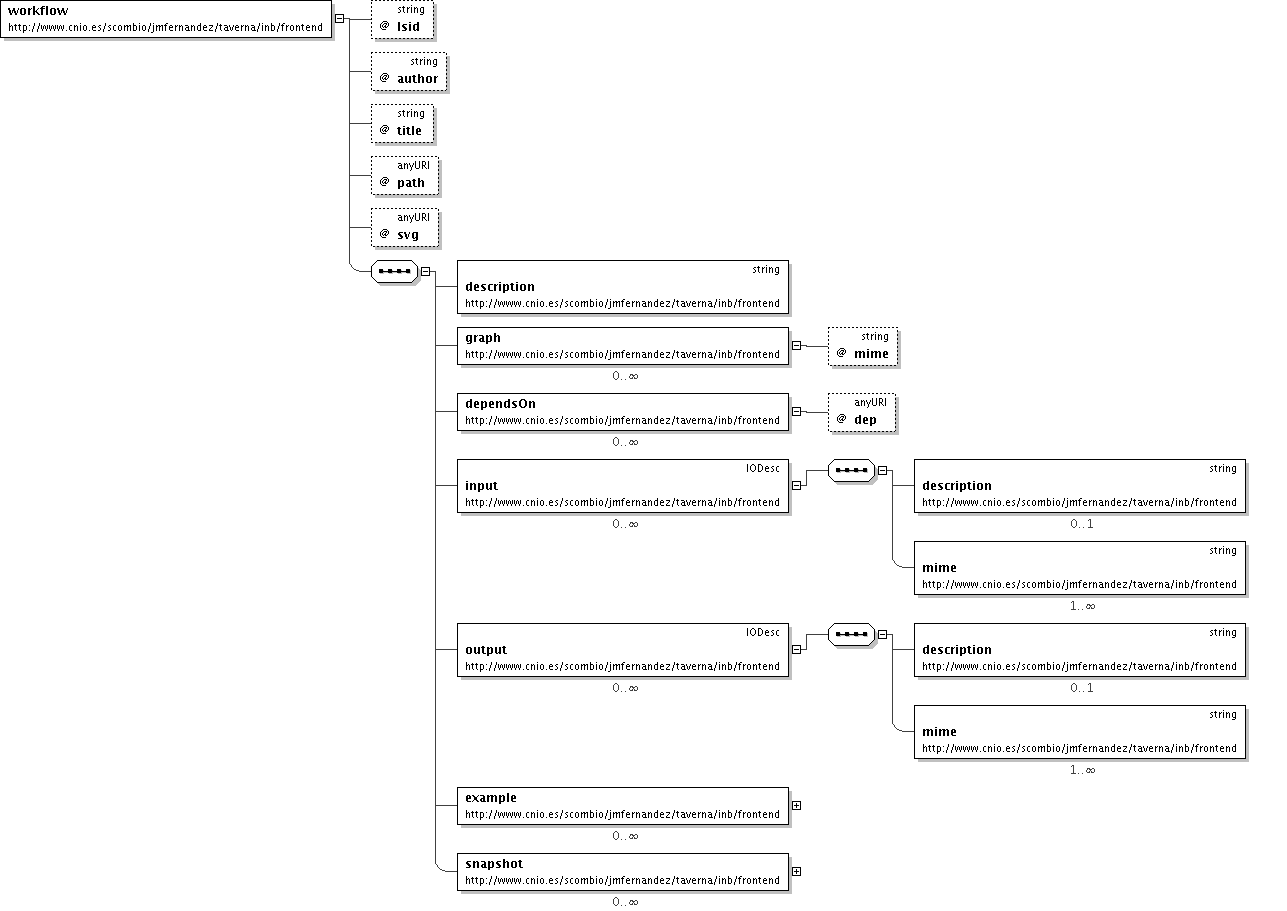 workflow
http://www.cnio.es/scombio/jmfernandez/taverna/inb/frontend
string
@ lsid
string
@ author
string
@ title
anyURI
@ path
anyURI
@ svg
string
description
http://www.cnio.es/scombio/jmfernandez/taverna/inb/frontend
graph
http://www.cnio.es/scombio/jmfernandez/taverna/inb/frontend
0..∞
string
@ mime
dependsOn
http://www.cnio.es/scombio/jmfernandez/taverna/inb/frontend
0..∞
anyURI
@ dep
IODesc
input
http://www.cnio.es/scombio/jmfernandez/taverna/inb/frontend
0..∞
string
description
http://www.cnio.es/scombio/jmfernandez/taverna/inb/frontend
0..1
string
mime
http://www.cnio.es/scombio/jmfernandez/taverna/inb/frontend
1..∞
IODesc
output
http://www.cnio.es/scombio/jmfernandez/taverna/inb/frontend
0..∞
string
description
http://www.cnio.es/scombio/jmfernandez/taverna/inb/frontend
0..1
string
mime
http://www.cnio.es/scombio/jmfernandez/taverna/inb/frontend
1..∞
example
http://www.cnio.es/scombio/jmfernandez/taverna/inb/frontend
0..∞
snapshot
http://www.cnio.es/scombio/jmfernandez/taverna/inb/frontend
0..∞